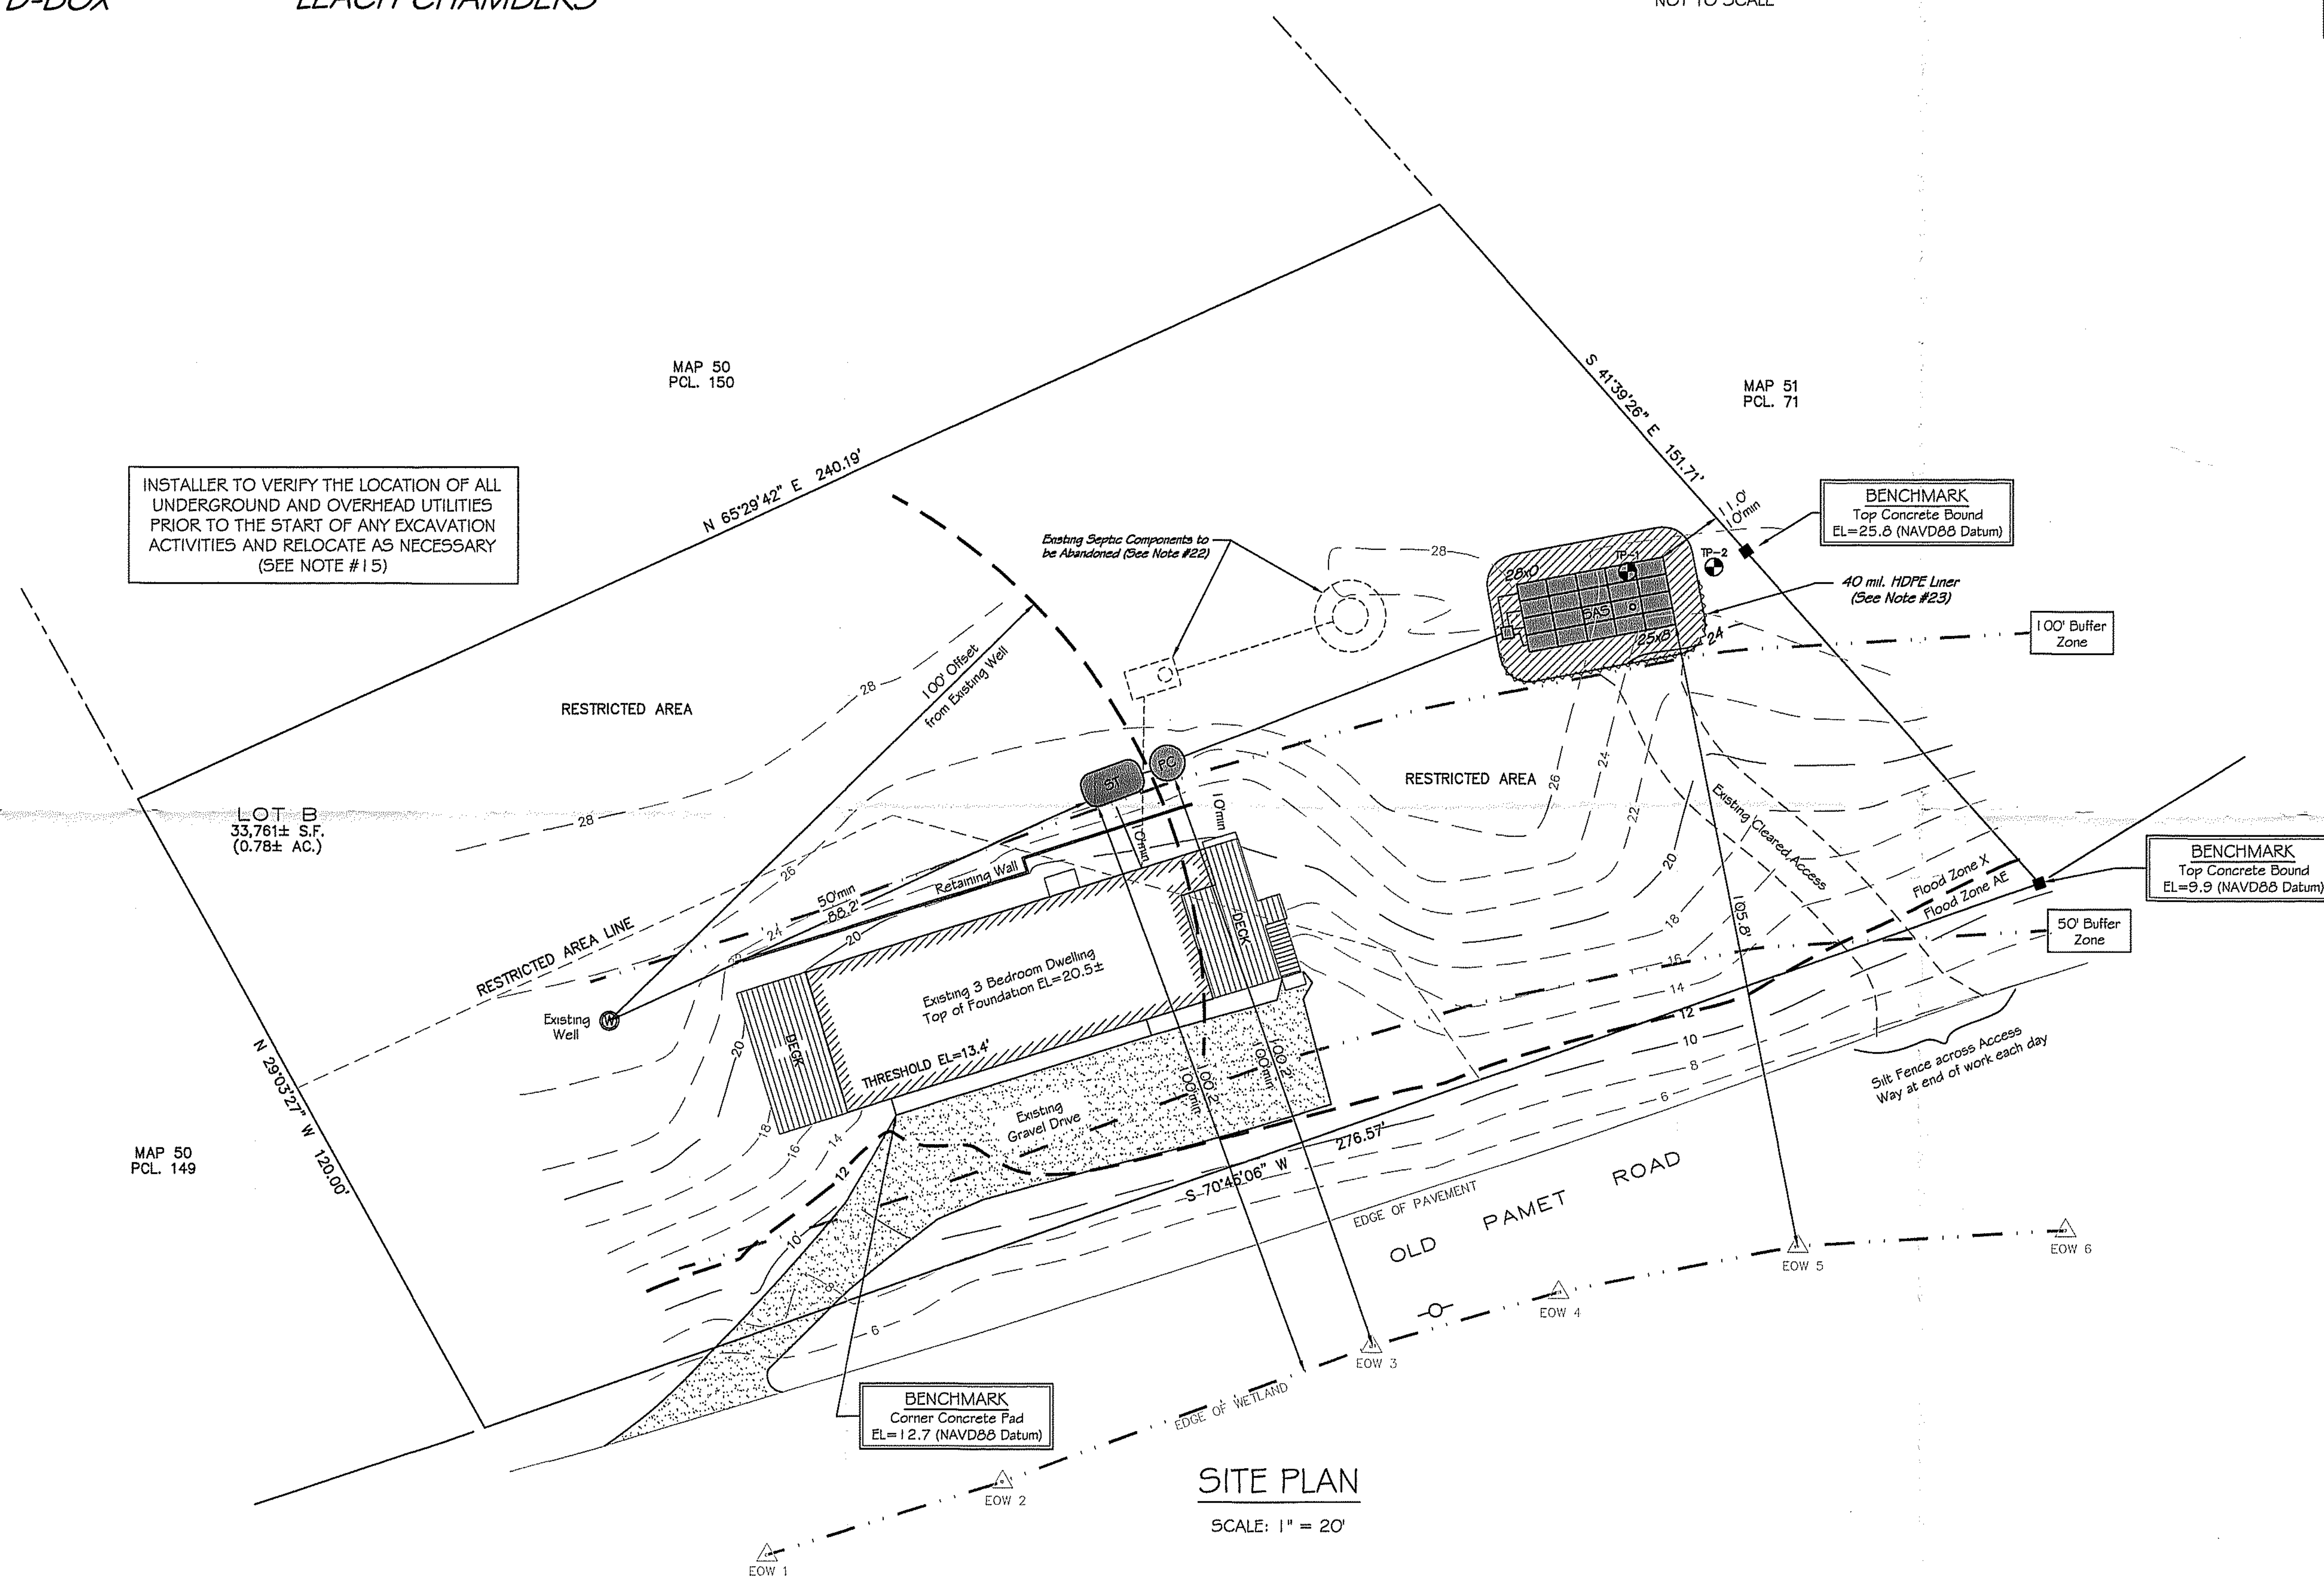 D-BOX
LEACH CHAMBERS
NOT TO SCALE
MAP 50
PCL. 150
S 41°39'26" E 151.71'
MAP 51
PCL. 71
N 65°29'42" E 240.19'
INSTALLER TO VERIFY THE LOCATION OF ALL
UNDERGROUND AND OVERHEAD UTILITIES
PRIOR TO THE START OF ANY EXCAVATION
ACTIVITIES AND RELOCATE AS NECESSARY
(SEE NOTE #15)
BENCHMARK
Top Concrete Bound
EL=25.8 (NAVD88 Datum)
11.0'
10'min
Existing Septic Components to
be Abandoned (See Note #22)
28
TP-1
TP-2
25x0
SAS
25x8
24
40 mil. HDPE Liner
(See Note #23)
100' Buffer
Zone
100' Offset
from Existing Well
28
RESTRICTED AREA
28
ST
PC
RESTRICTED AREA
26
24
22
20
18
16
14
12
10
8
6
Existing Cleared Access
LOT B
33,761± S.F.
(0.78± AC.)
10'min
10'min
26
50'min
88.2'
Retaining Wall
24
20
RESTRICTED AREA LINE
Flood Zone X
Flood Zone AE
BENCHMARK
Top Concrete Bound
EL=9.9 (NAVD88 Datum)
50' Buffer
Zone
105.8'
Existing
Well
W
DECK
Existing 3 Bedroom Dwelling
Top of Foundation EL=20.5±
DECK
THRESHOLD EL=13.4'
20
18
16
14
12
10
8
6
100'min
100.2'
100'min
100.2'
Existing
Gravel Drive
Silt Fence across Access
Way at end of work each day
N 29°03'27" W 120.00'
MAP 50
PCL. 149
S 70°45'06" W 276.57'
EDGE OF PAVEMENT
OLD PAMET ROAD
EOW 6
EOW 5
EOW 4
EOW 3
EDGE OF WETLAND
EOW 2
EOW 1
BENCHMARK
Corner Concrete Pad
EL=12.7 (NAVD88 Datum)
SITE PLAN
SCALE: 1" = 20'